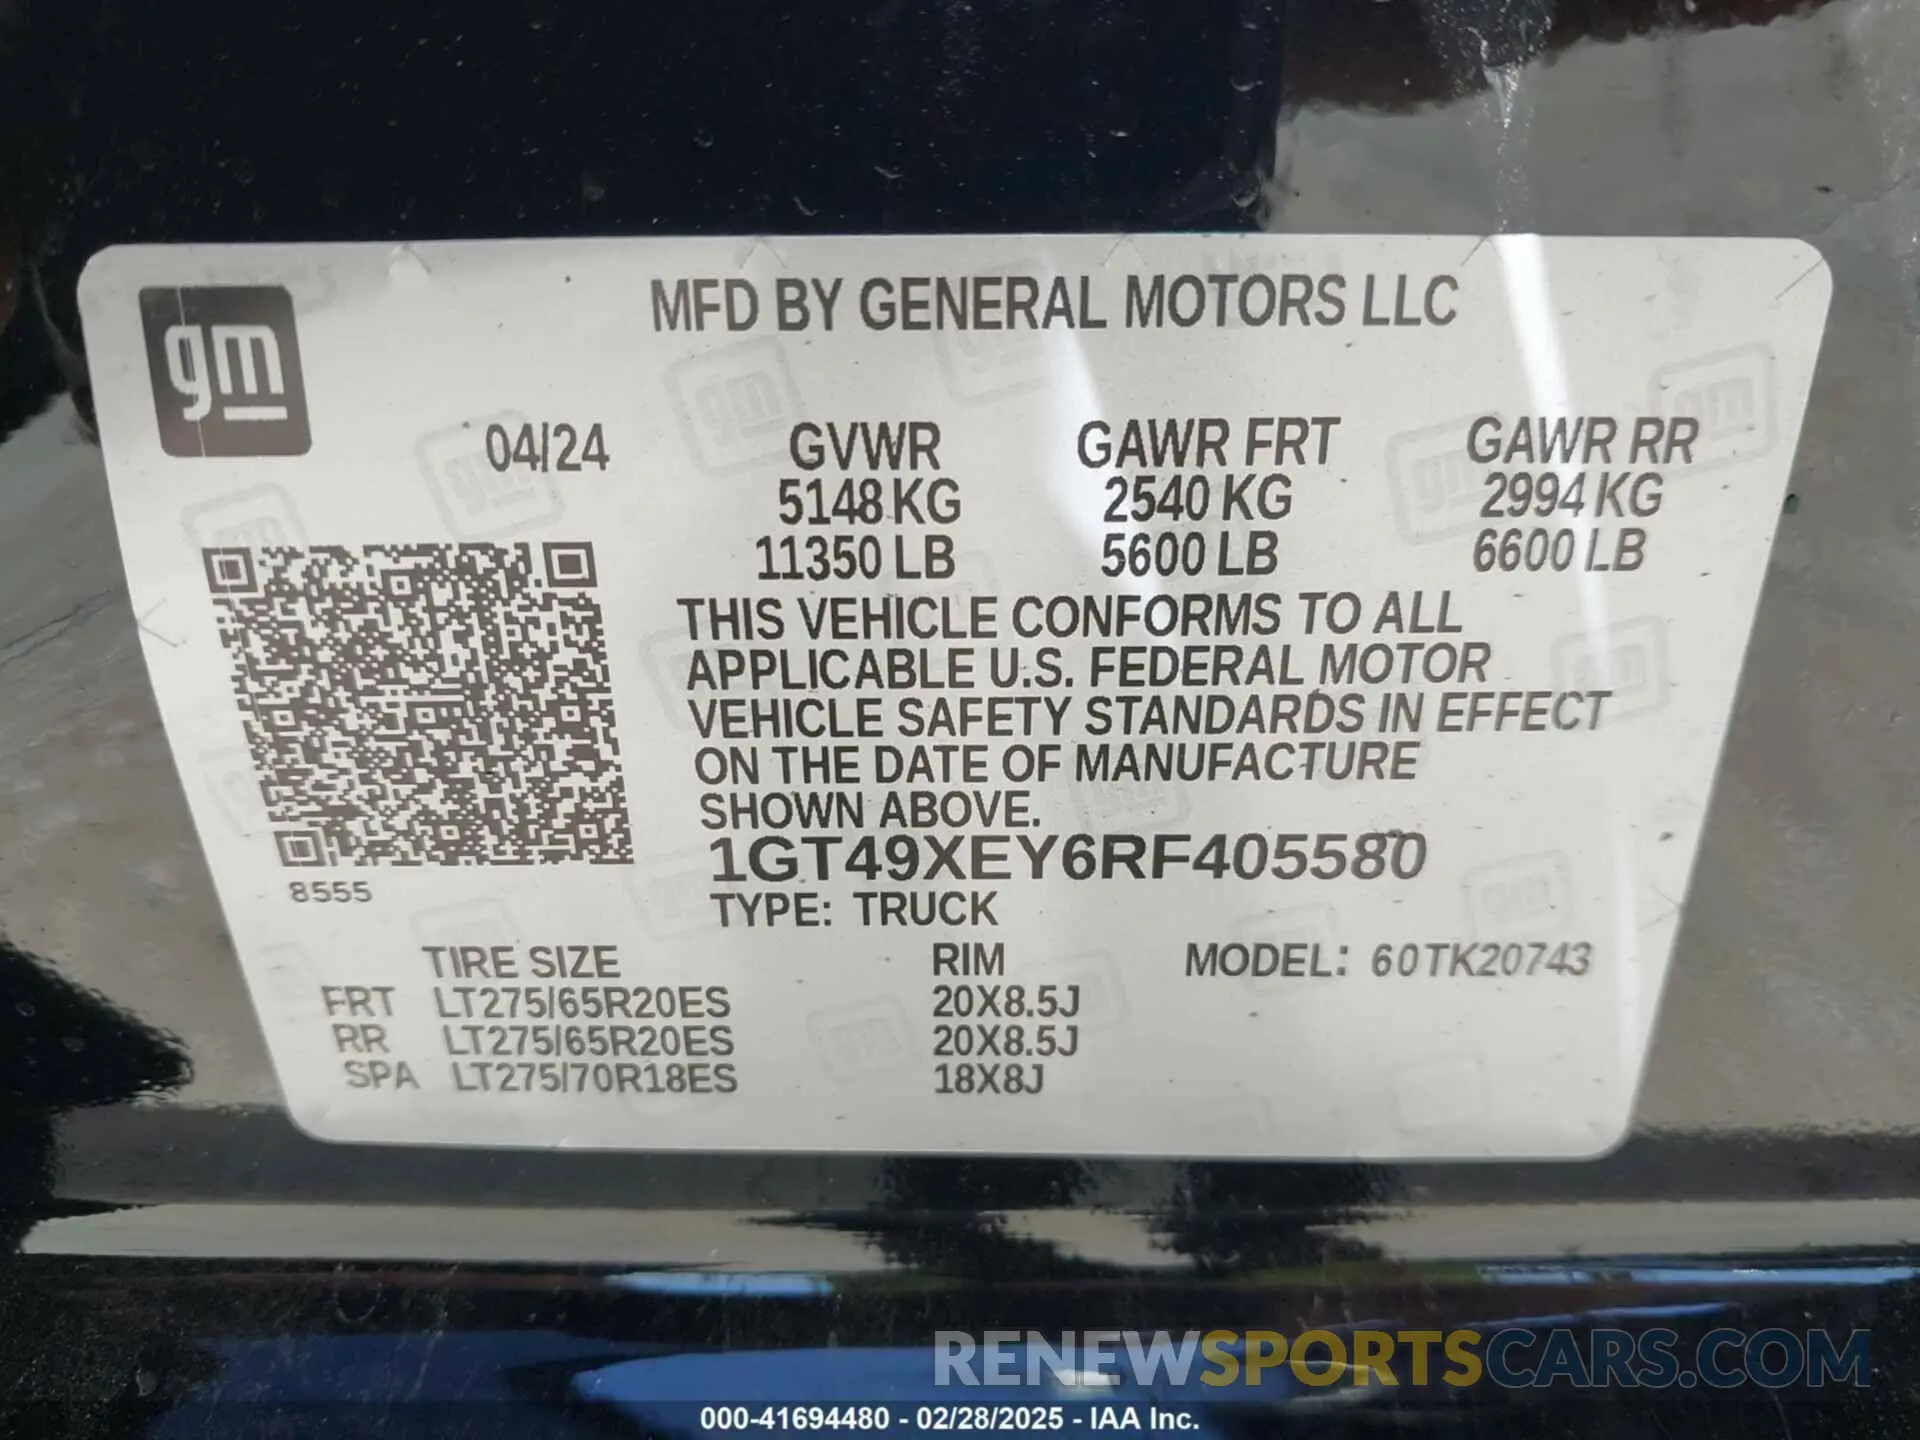 MFD BY GENERAL MOTORS LLC
gm
04/24 GVWR GAWR FRT GAWR RR
5148 KG 2540 KG 2994 KG
11350 LB 5600 LB 6600 LB
THIS VEHICLE CONFORMS TO ALL
APPLICABLE U.S. FEDERAL MOTOR
VEHICLE SAFETY STANDARDS IN EFFECT
ON THE DATE OF MANUFACTURE
SHOWN ABOVE.
1GT49XEY6RF405580
8555
TYPE: TRUCK
TIRE SIZE RIM MODEL: 60TK20743
FRT LT275/65R20ES 20X8.5J
RR LT275/65R20ES 20X8.5J
SPA LT275/70R18ES 18X8J
RENEWSPORTSCARS.COM
000-41694480 - 02/28/2025 - IAA Inc.